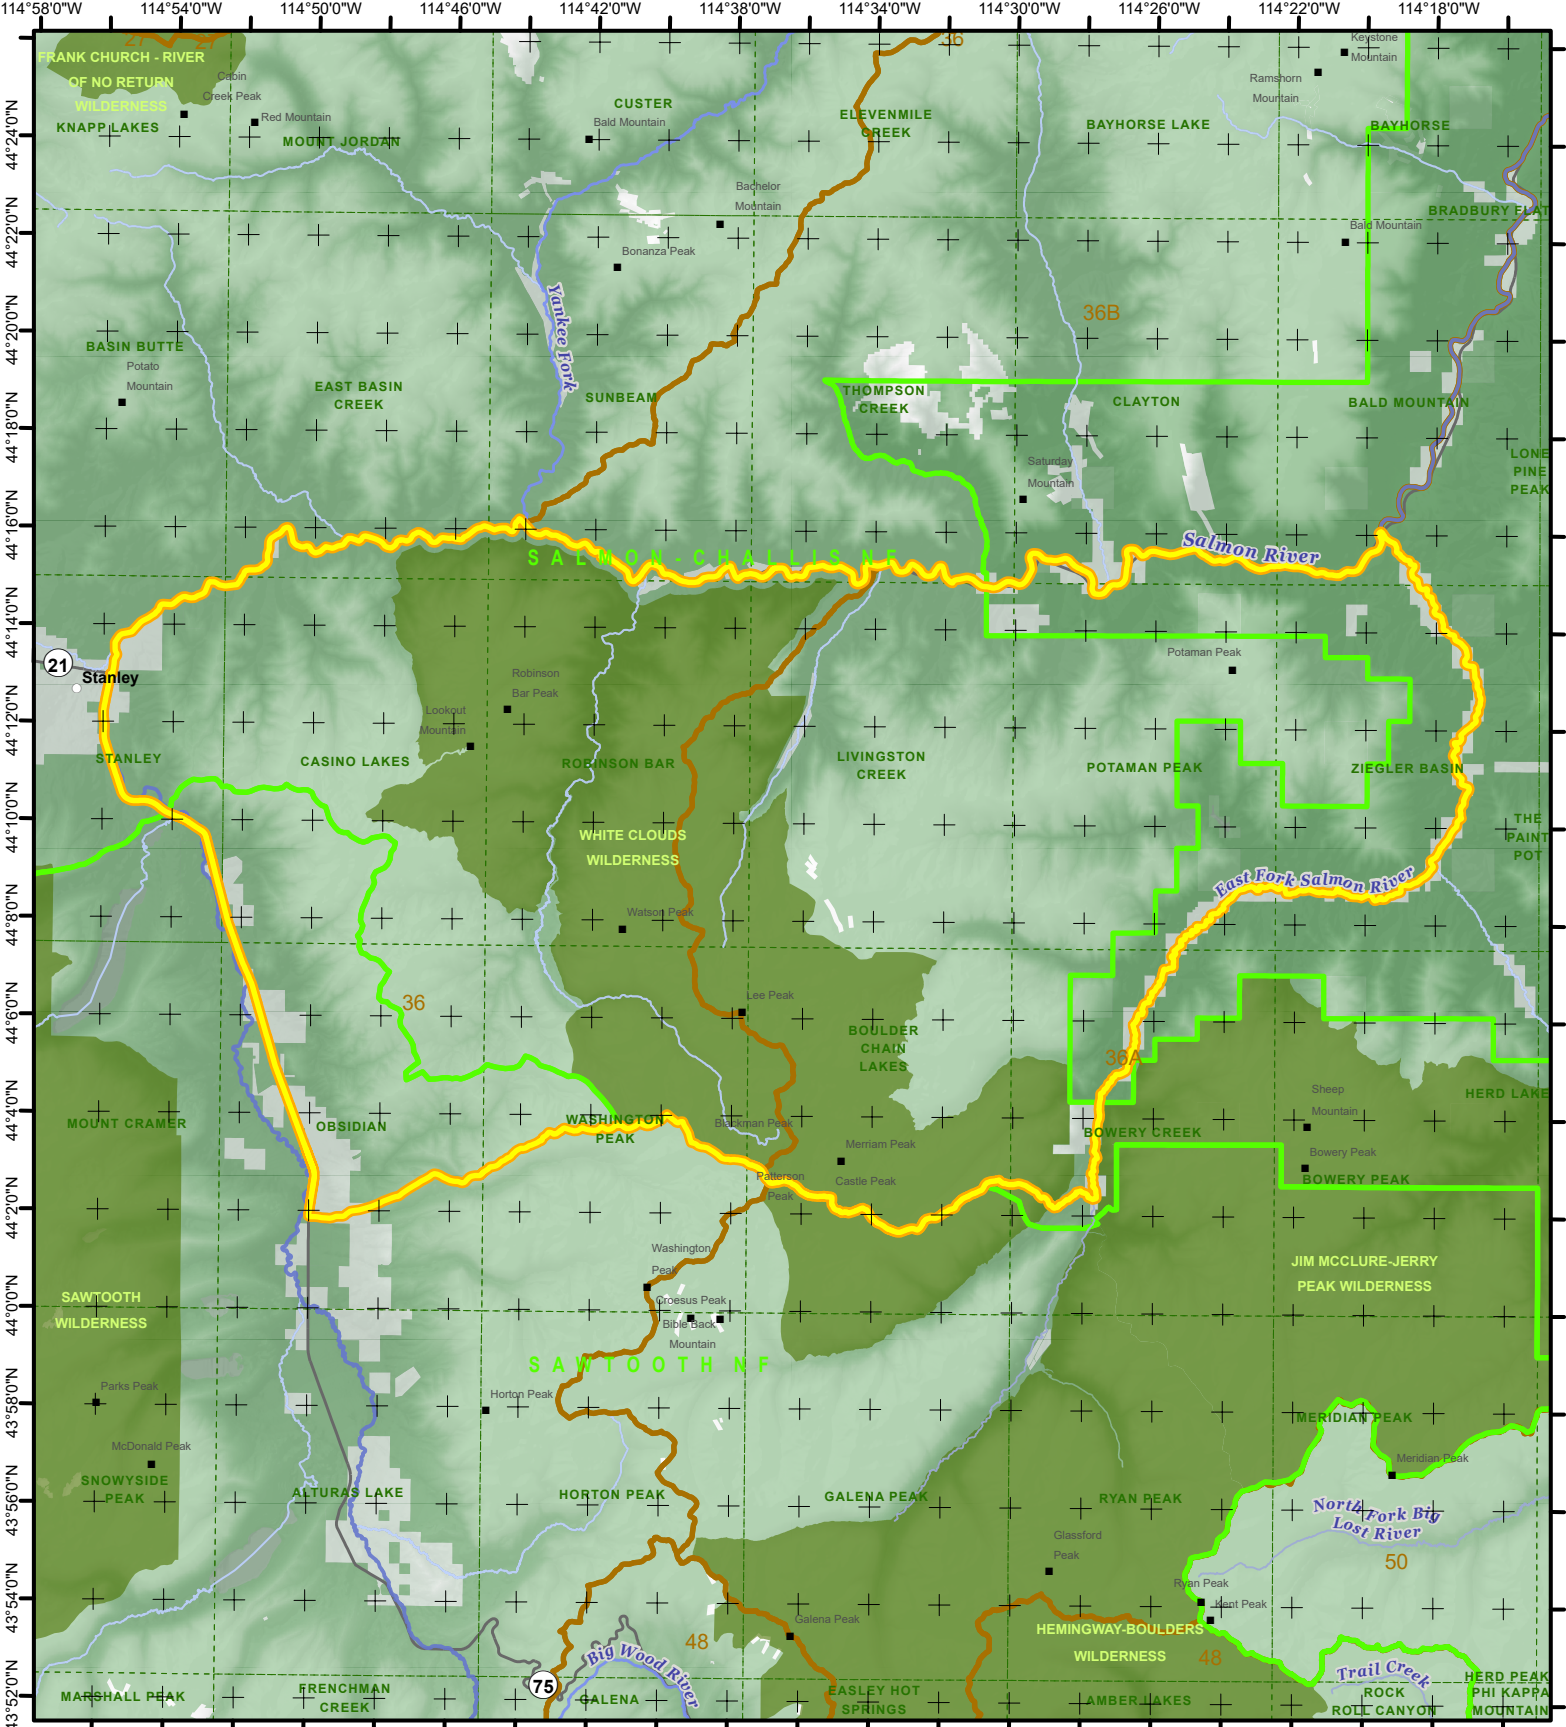 114°58'0"W
114°54'0"W
114°50'0"W
114°46'0"W
114°42'0"W
114°38'0"W
114°34'0"W
114°30'0"W
114°26'0"W
114°22'0"W
114°18'0"W
27
27
36
FRANK CHURCH - RIVER
OF NO RETURN
WILDERNESS
KNAPP LAKES
Cabin
Creek Peak
Red Mountain
MOUNT JORDAN
CUSTER
Bald Mountain
ELEVENMILE
CREEK
BAYHORSE LAKE
Ramshorn
Mountain
Keystone
Mountain
BAYHORSE
44°24'0"N
Bachelor
Mountain
Bonanza Peak
BRADBURY FLAT
Bald Mountain
44°22'0"N
Yankee Fork
36B
44°20'0"N
BASIN BUTTE
Potato
Mountain
EAST BASIN
CREEK
SUNBEAM
THOMPSON
CREEK
CLAYTON
BALD MOUNTAIN
44°18'0"N
Saturday
Mountain
LONE
PINE
PEAK
44°16'0"N
SALMON-CHALLIS NF
Salmon River
44°14'0"N
21
Stanley
Robinson
Bar Peak
Lookout
Mountain
Potaman Peak
44°12'0"N
STANLEY
CASINO LAKES
ROBINSON BAR
LIVINGSTON
CREEK
POTAMAN PEAK
ZIEGLER BASIN
44°10'0"N
WHITE CLOUDS
WILDERNESS
THE
PAINT
POT
East Fork Salmon River
44°8'0"N
Watson Peak
44°6'0"N
36
Lee Peak
BOULDER
CHAIN
LAKES
36A
44°4'0"N
MOUNT CRAMER
OBSIDIAN
WASHINGTON
PEAK
Blackman Peak
Merriam Peak
Castle Peak
Patterson
Peak
BOWERY CREEK
Sheep
Mountain
Bowery Peak
BOWERY PEAK
HERD LAKE
44°2'0"N
Washington
Peak
Croesus Peak
Bible Back
Mountain
JIM MCCLURE-JERRY
PEAK WILDERNESS
44°0'0"N
SAWTOOTH
WILDERNESS
SAWTOOTH NF
43°58'0"N
Parks Peak
Horton Peak
MERIDIAN PEAK
Meridian Peak
McDonald Peak
SNOWYSIDE
PEAK
ALTURAS LAKE
HORTON PEAK
GALENA PEAK
RYAN PEAK
43°56'0"N
North Fork Big
Lost River
Glassford
Peak
50
43°54'0"N
Ryan Peak
Kent Peak
Galena Peak
HEMINGWAY-BOULDERS
WILDERNESS
48
48
43°52'0"N
75
Big Wood River
Trail Creek
MARSHALL PEAK
FRENCHMAN
CREEK
GALENA
EASLEY HOT
SPRINGS
AMBER LAKES
ROCK
ROLL CANYON
HERD PEAK
PHI KAPPA
MOUNTAIN